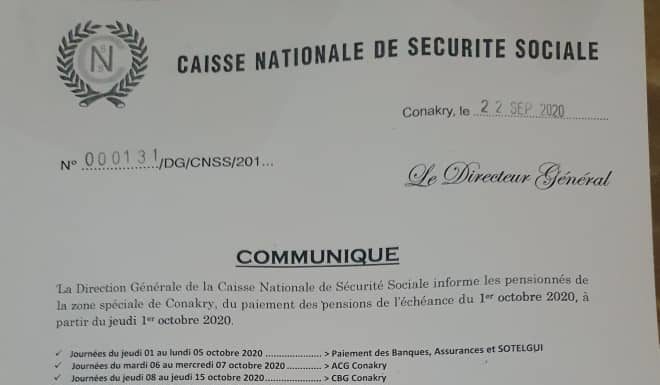 N
CAISSE NATIONALE DE SECURITE SOCIALE
Conakry, le 22 SEP. 2020
N° 000131/DG/CNSS/201...
Le Directeur Général
COMMUNIQUE
La Direction Générale de la Caisse Nationale de Sécurité Sociale informe les pensionnés de
la zone spéciale de Conakry, du paiement des pensions de l'échéance du 1er octobre 2020, à
partir du jeudi 1er octobre 2020.
✓ Journées du jeudi 01 au lundi 05 octobre 2020 ..................... > Paiement des Banques, Assurances et SOTELGUI
✓ Journées du mardi 06 au mercredi 07 octobre 2020 ............. > ACG Conakry
✓ Journées du jeudi 08 au jeudi 15 octobre 2020..................... > CBG Conakry